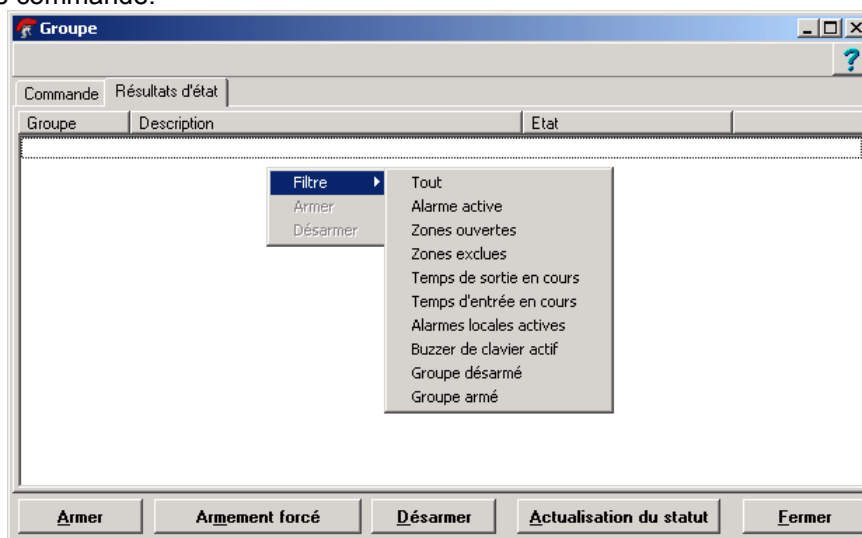 commande.
Groupe
?
Commande Résultats d'état
Groupe Description Etat
Filtre Tout
Armer Alarme active
Désarmer Zones ouvertes
Zones exclues
Temps de sortie en cours
Temps d'entrée en cours
Alarmes locales actives
Buzzer de clavier actif
Groupe désarmé
Groupe armé
Armer Armement forcé Désarmer Actualisation du statut Fermer